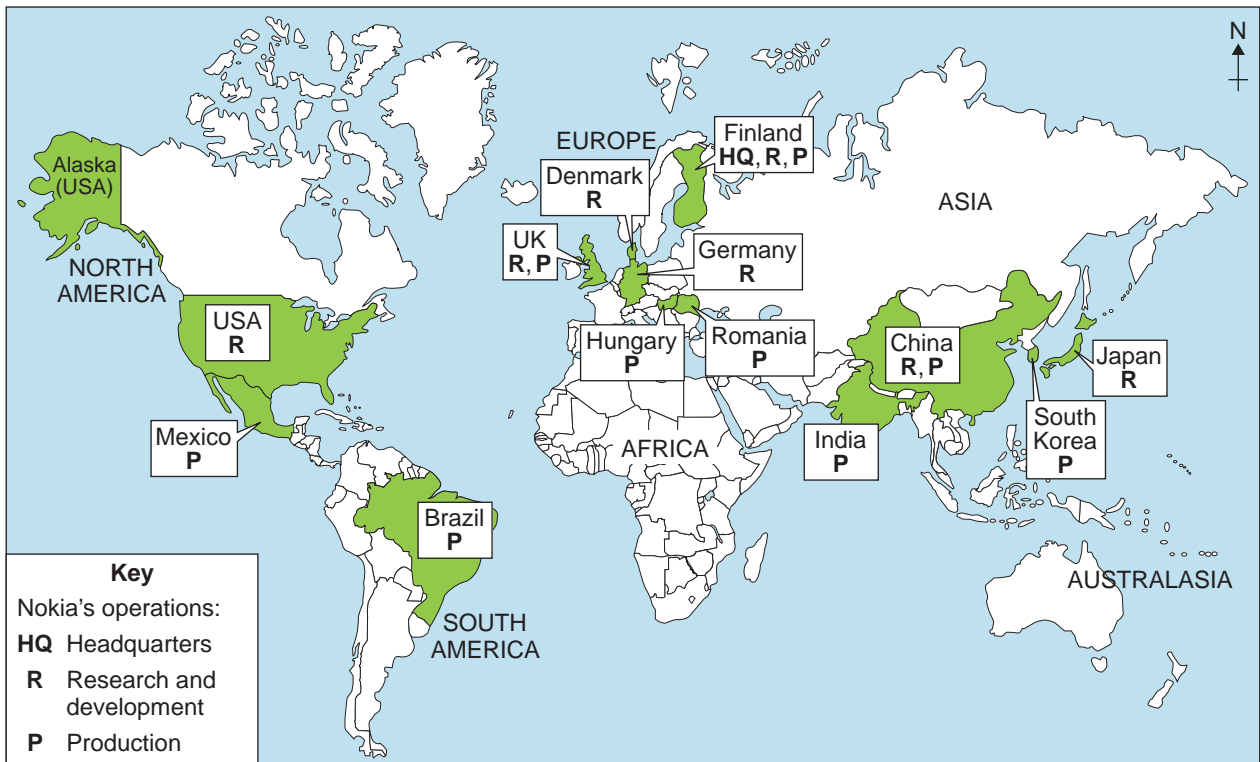 N
EUROPE
Finland
HQ, R, P
Denmark
R
Alaska
(USA)
ASIA
UK
R, P
Germany
R
NORTH
AMERICA
USA
R
Hungary
P
Romania
P
China
R, P
Japan
R
Mexico
P
AFRICA
India
P
South
Korea
P
Brazil
P
AUSTRALASIA
SOUTH
AMERICA
Key
Nokia's operations:
HQ Headquarters
R Research and
development
P Production